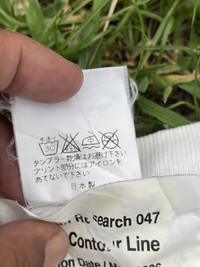 30
タンブラー乾燥はお避け下さい
プリント部分にはアイロンを
あてないで下さい
日本製
Research 047
Contour Line
Date /